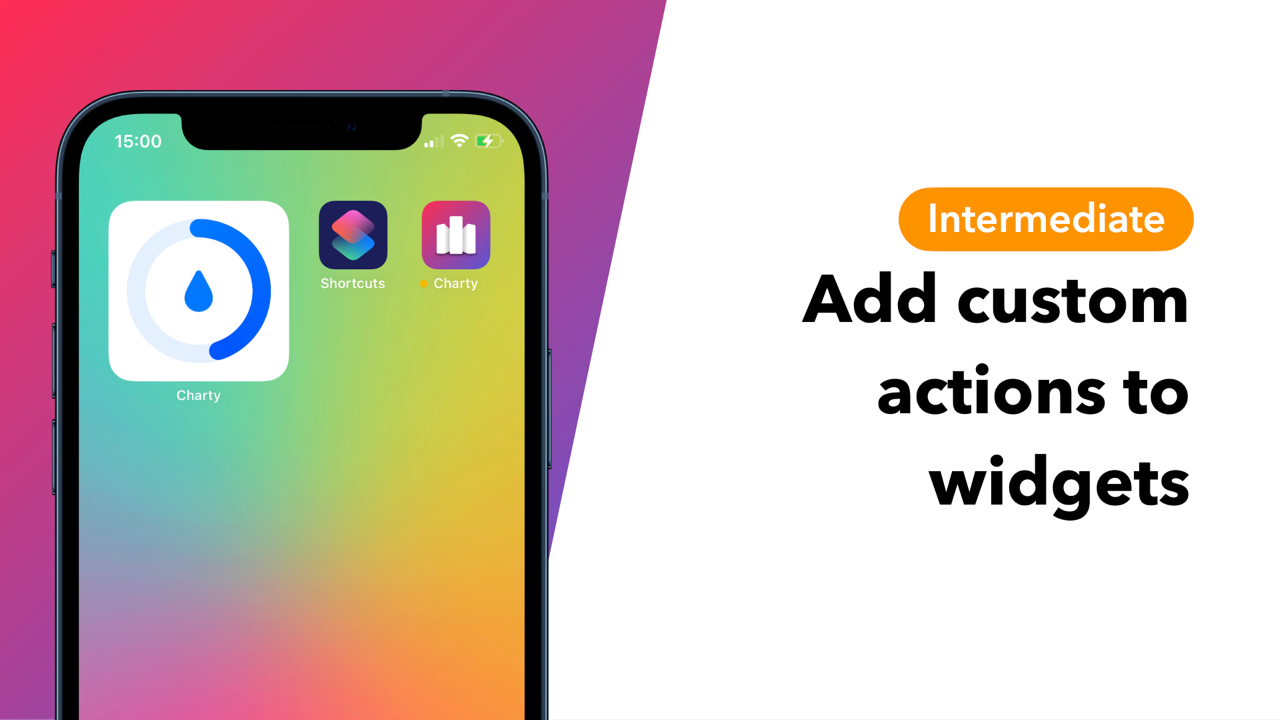 15:00
Shortcuts
Charty
Charty
Intermediate
Add custom
actions to
widgets